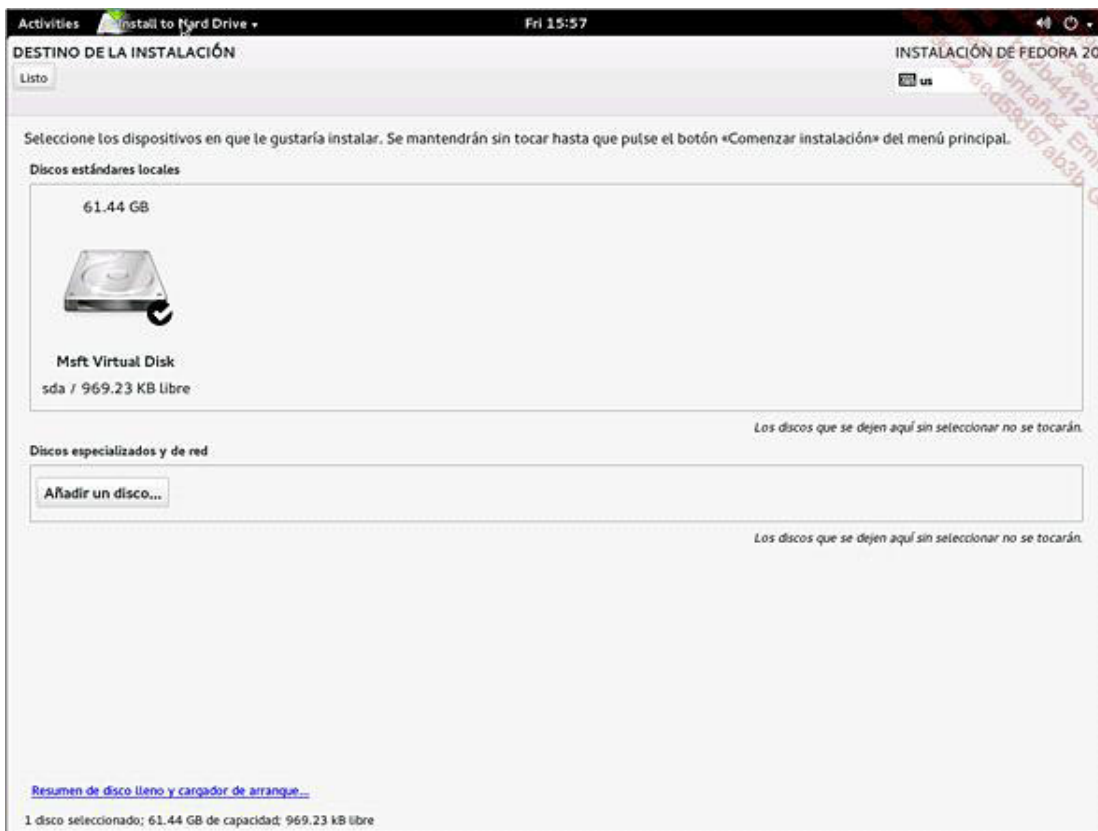 Activities Install to Hard Drive Fri 15:57
DESTINO DE LA INSTALACIÓN INSTALACIÓN DE FEDORA 20
Listo us
Seleccione los dispositivos en que le gustaría instalar. Se mantendrán sin tocar hasta que pulse el botón «Comenzar instalación» del menú principal.
Discos estándares locales
61.44 GB
Msft Virtual Disk
sda / 969.23 KB libre
Los discos que se dejen aquí sin seleccionar no se tocarán.
Discos especializados y de red
Añadir un disco...
Los discos que se dejen aquí sin seleccionar no se tocarán.
Resumen de disco lleno y cargador de arranque...
1 disco seleccionado; 61.44 GB de capacidad; 969.23 kB libre